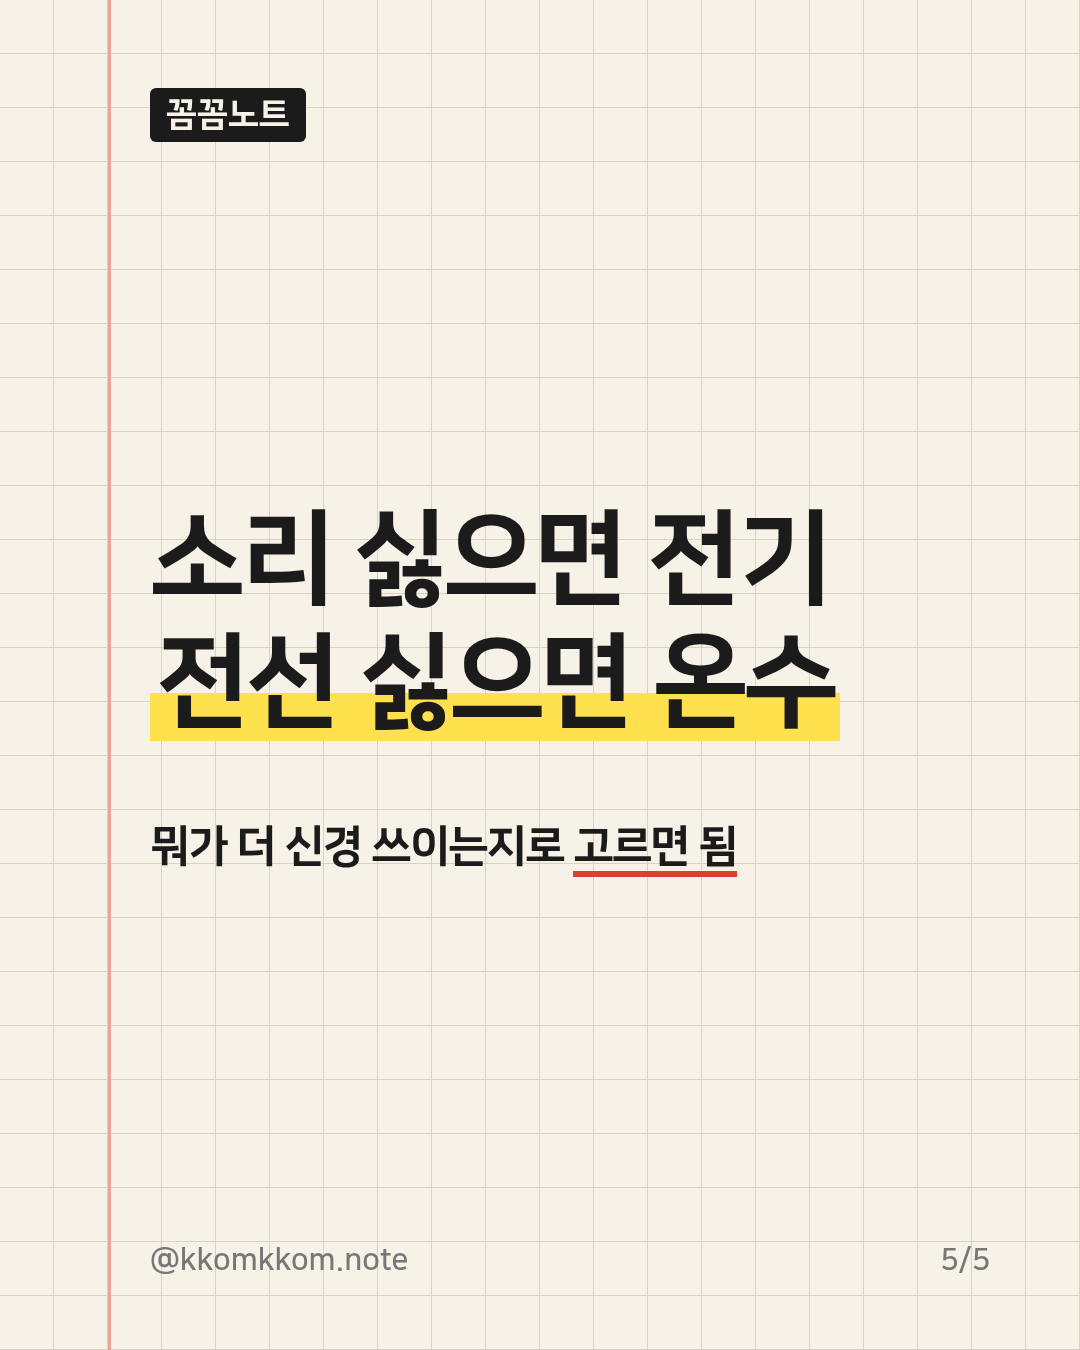 꼼꼼노트
소리 싫으면 전기
전선 싫으면 온수
뭐가 더 신경 쓰이는지로 고르면 됨
@kkomkkom.note
5/5